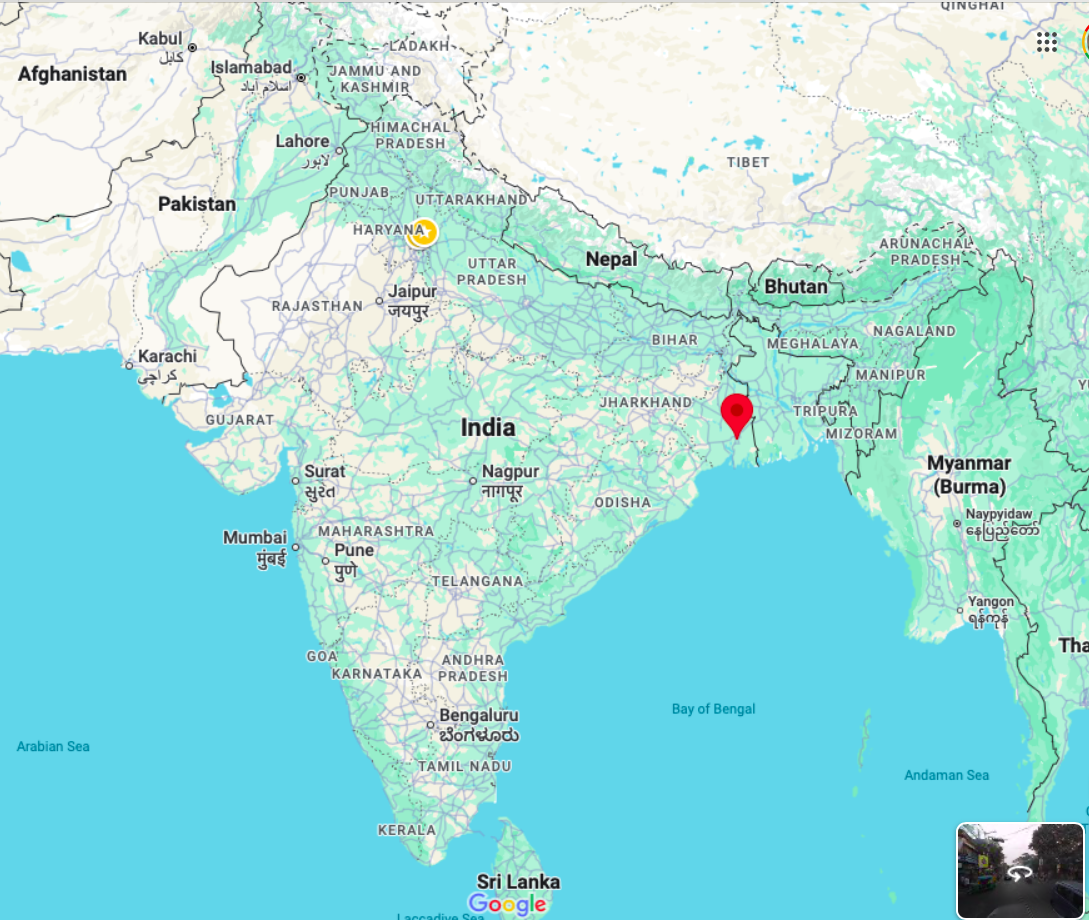 QINGHAI
Kabul
کابل
LADAKH
Afghanistan
Islamabad
اسلام آباد
JAMMU AND
KASHMIR
HIMACHAL
PRADESH
Lahore
لاہور
TIBET
Pakistan
PUNJAB
UTTARAKHAND
HARYANA
ARUNACHAL
PRADESH
Nepal
UTTAR
PRADESH
Bhutan
Jaipur
जयपुर
RAJASTHAN
NAGALAND
BIHAR
MEGHALAYA
Karachi
کراچی
MANIPUR
YU
JHARKHAND
TRIPURA
GUJARAT
India
MIZORAM
Myanmar
(Burma)
Surat
સુરત
Nagpur
नागपूर
ODISHA
Naypyidaw
နေပြည်တော်
MAHARASHTRA
Mumbai
मुंबई
Pune
पुणे
TELANGANA
Yangon
ရန်ကုန်
Tha
GOA
KARNATAKA
ANDHRA
PRADESH
Bay of Bengal
Bengaluru
ಬೆಂಗಳೂರು
Arabian Sea
TAMIL NADU
Andaman Sea
KERALA
Sri Lanka
Google
Laccadive Sea